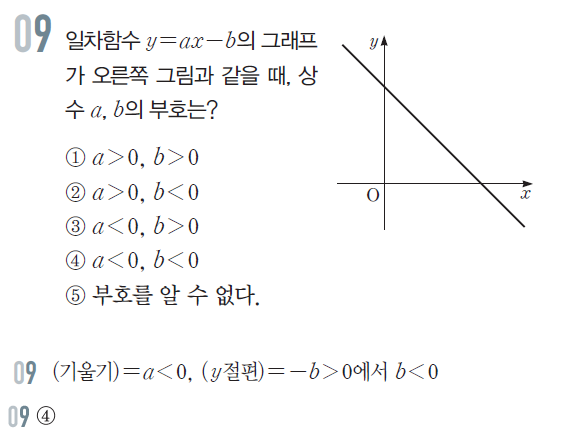 09 일차함수 y=ax-b의 그래프
가 오른쪽 그림과 같을 때, 상
수 a, b의 부호는?
① a>0, b>0
② a>0, b<0
③ a<0, b>0
④ a<0, b<0
⑤ 부호를 알 수 없다.
y
O
x
09 (기울기)=a<0, (y절편)=-b>0에서 b<0
09 ④